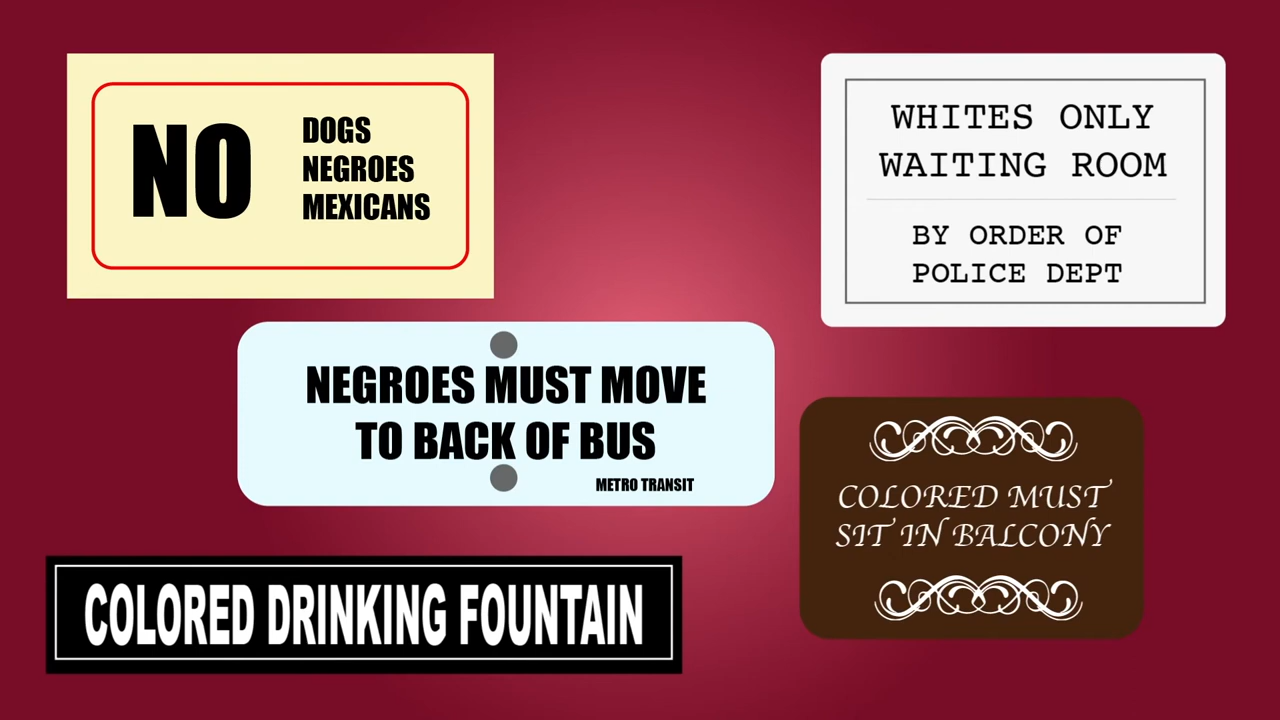 NO
DOGS
NEGROES
MEXICANS
WHITES ONLY
WAITING ROOM
BY ORDER OF
POLICE DEPT
NEGROES MUST MOVE
TO BACK OF BUS
METRO TRANSIT
COLORED MUST
SIT IN BALCONY
COLORED DRINKING FOUNTAIN